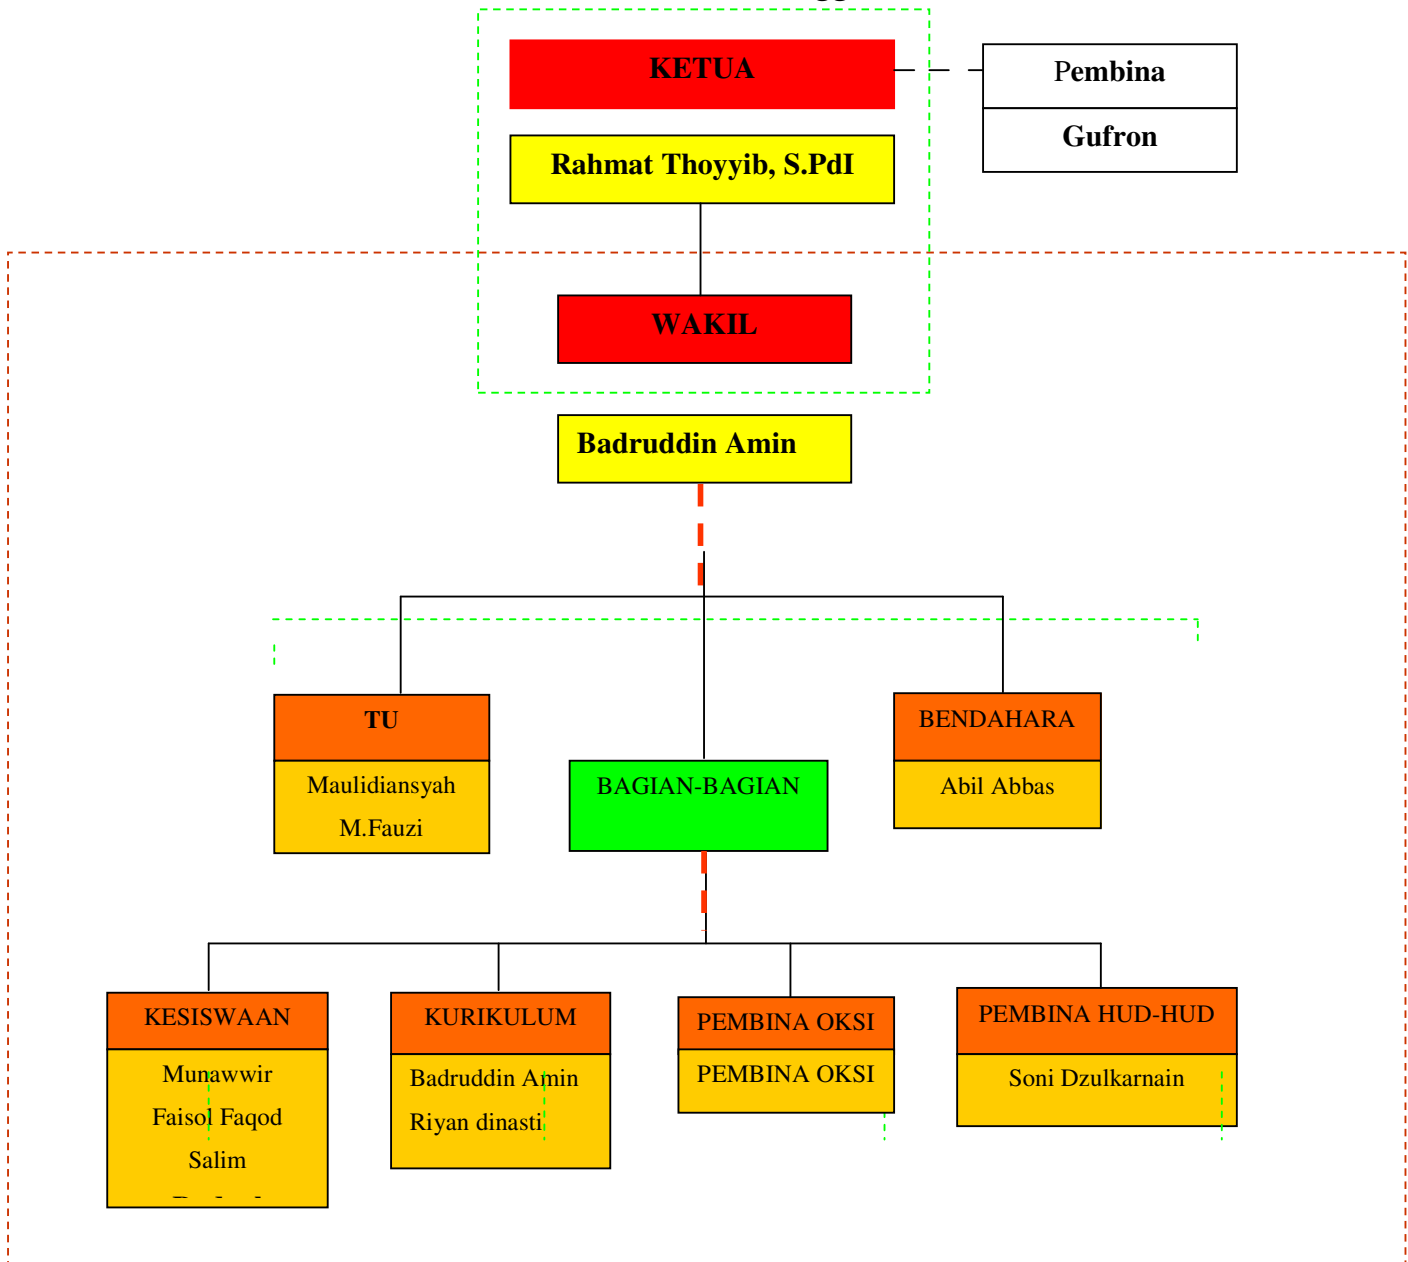 KETUA
Pembina
Gufron
Rahmat Thoyyib, S.PdI
WAKIL
Badruddin Amin
TU
Maulidiansyah
M.Fauzi
BAGIAN-BAGIAN
BENDAHARA
Abil Abbas
KESISWAAN
Munawwir
Faisol Faqod
Salim
KURIKULUM
Badruddin Amin
Riyan dinasti
PEMBINA OKSI
PEMBINA OKSI
PEMBINA HUD-HUD
Soni Dzulkarnain